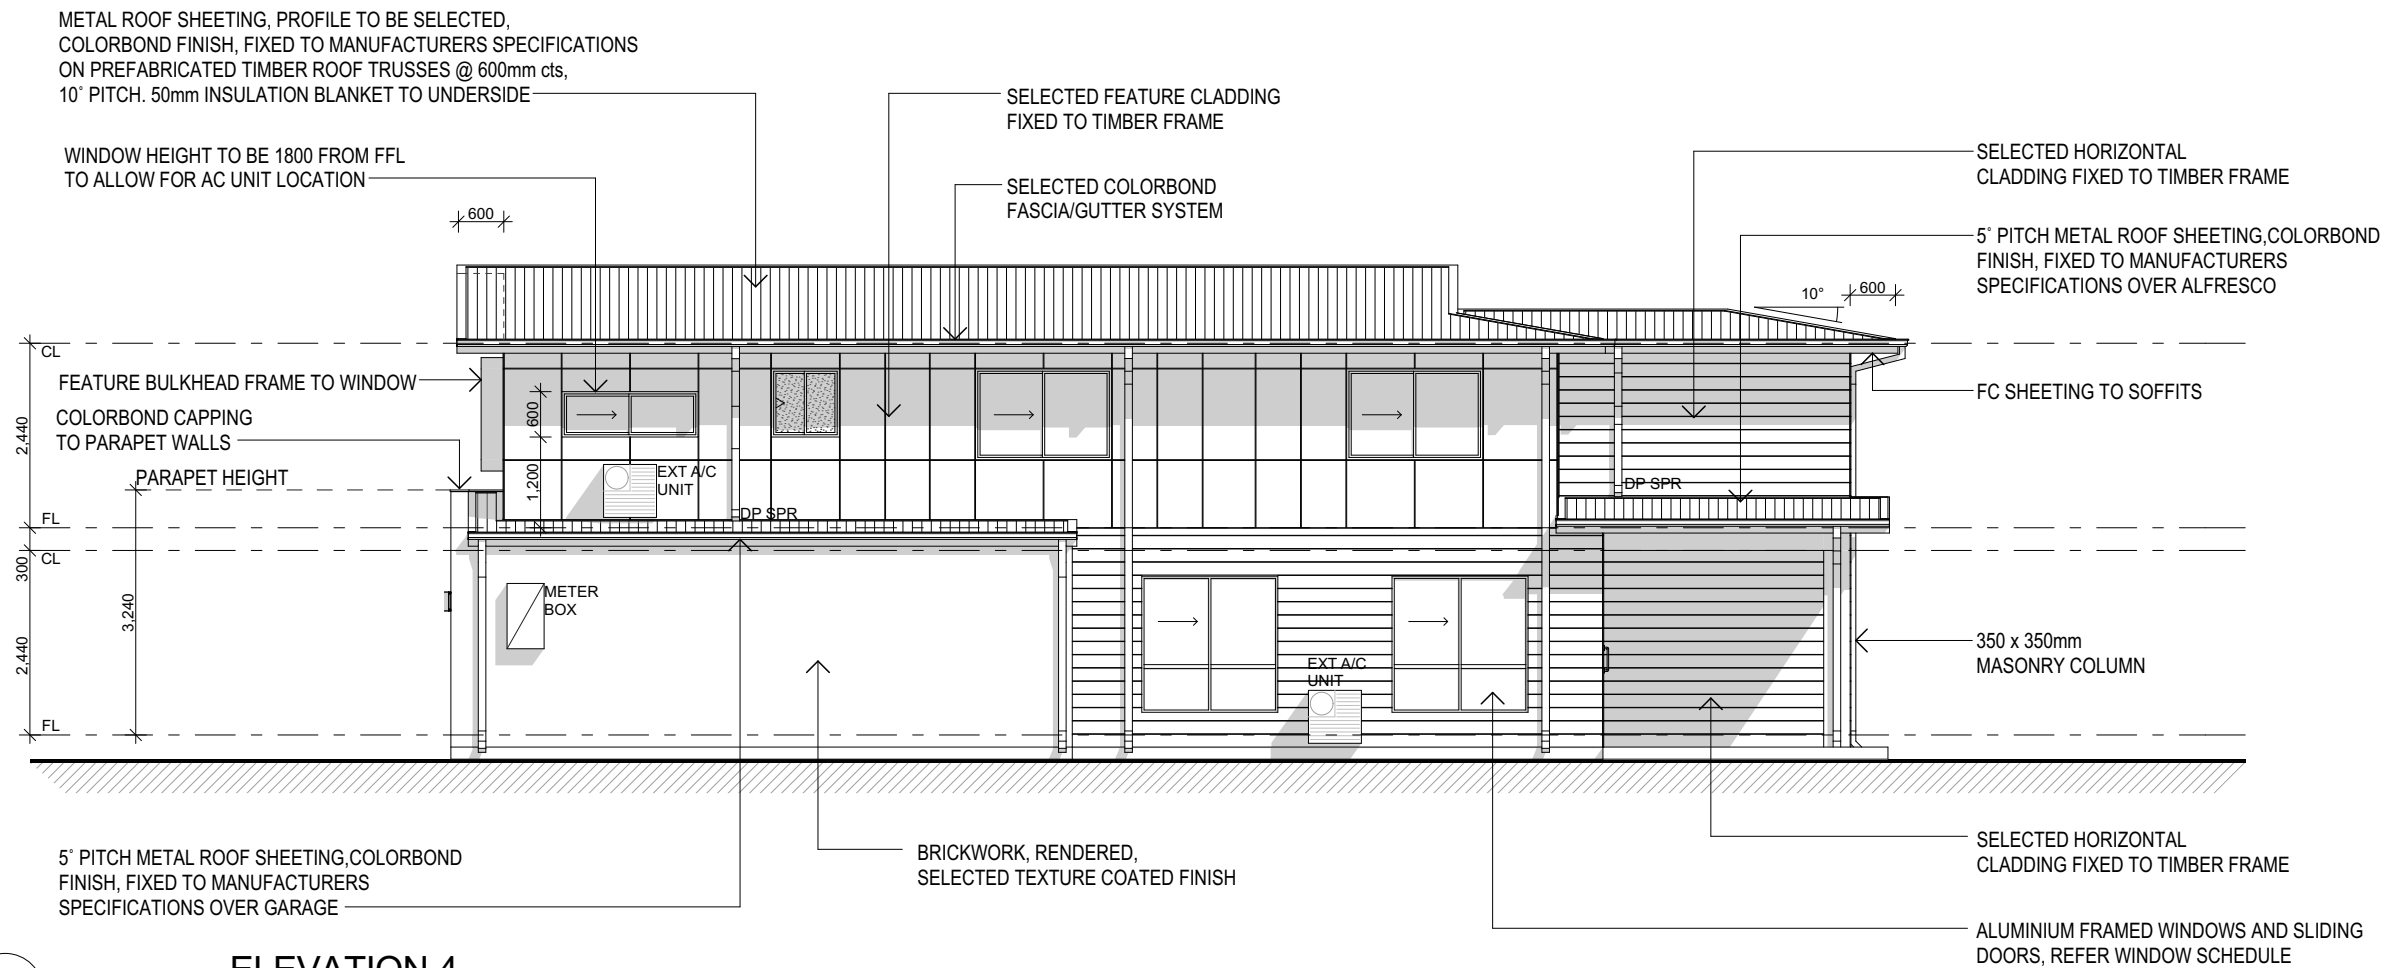 METAL ROOF SHEETING, PROFILE TO BE SELECTED,
COLORBOND FINISH, FIXED TO MANUFACTURERS SPECIFICATIONS
ON PREFABRICATED TIMBER ROOF TRUSSES @ 600mm cts,
10° PITCH. 50mm INSULATION BLANKET TO UNDERSIDE
SELECTED FEATURE CLADDING
FIXED TO TIMBER FRAME
WINDOW HEIGHT TO BE 1800 FROM FFL
TO ALLOW FOR AC UNIT LOCATION
SELECTED COLORBOND
FASCIA/GUTTER SYSTEM
SELECTED HORIZONTAL
CLADDING FIXED TO TIMBER FRAME
5° PITCH METAL ROOF SHEETING,COLORBOND
FINISH, FIXED TO MANUFACTURERS
SPECIFICATIONS OVER ALFRESCO
600
10°
600
CL
FEATURE BULKHEAD FRAME TO WINDOW
COLORBOND CAPPING
TO PARAPET WALLS
PARAPET HEIGHT
FC SHEETING TO SOFFITS
2,440
600
1,200
EXT A/C
UNIT
DP SPR
DP SPR
FL
300
CL
3,240
2,440
METER
BOX
EXT A/C
UNIT
350 x 350mm
MASONRY COLUMN
FL
5° PITCH METAL ROOF SHEETING,COLORBOND
FINISH, FIXED TO MANUFACTURERS
SPECIFICATIONS OVER GARAGE
BRICKWORK, RENDERED,
SELECTED TEXTURE COATED FINISH
SELECTED HORIZONTAL
CLADDING FIXED TO TIMBER FRAME
ALUMINIUM FRAMED WINDOWS AND SLIDING
DOORS, REFER WINDOW SCHEDULE
ELEVATION 4